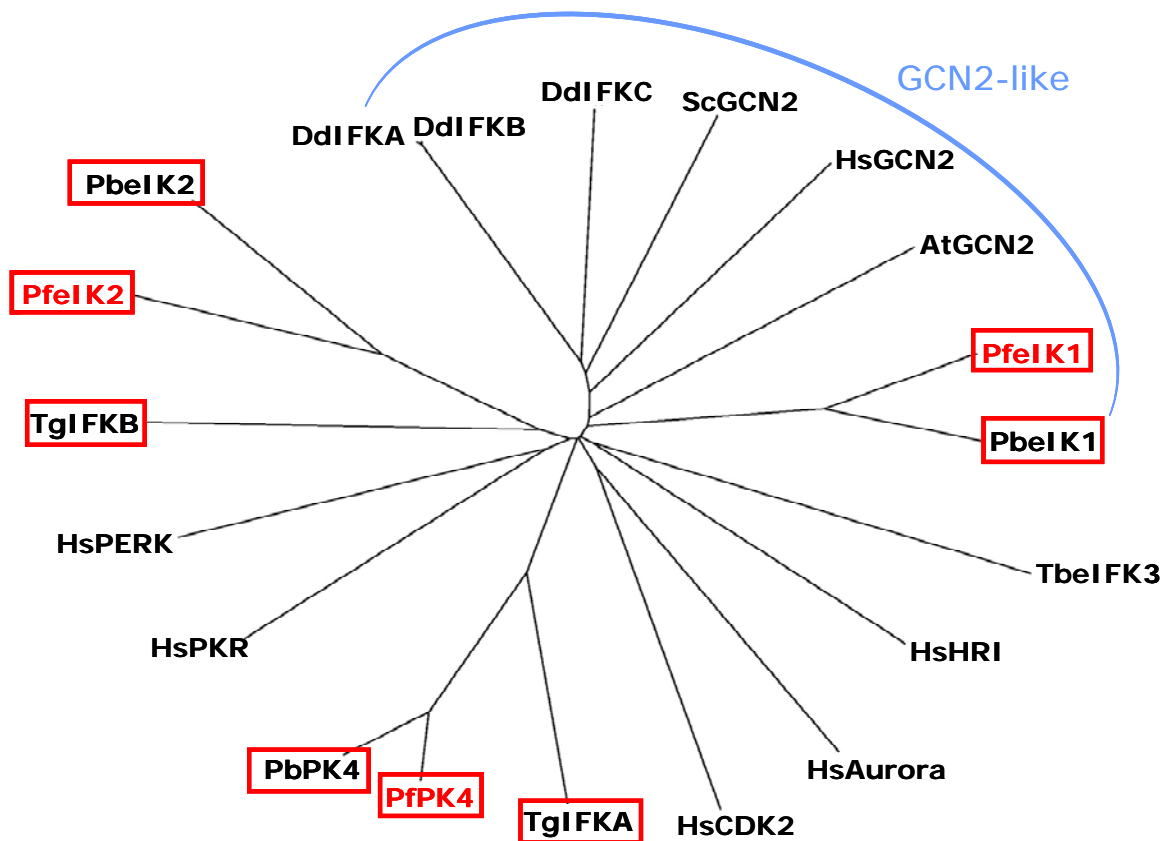 GCN2-like
DdIFKC
ScGCN2
DdIFKA
DdIFKB
HsGCN2
PbeIK2
AtGCN2
PfeIK2
PfeIK1
TgIFKB
PbeIK1
HsPERK
TbeIFK3
HsPKR
HsHRI
PbPK4
HsAurora
PfPK4
TgIFKA
HsCDK2